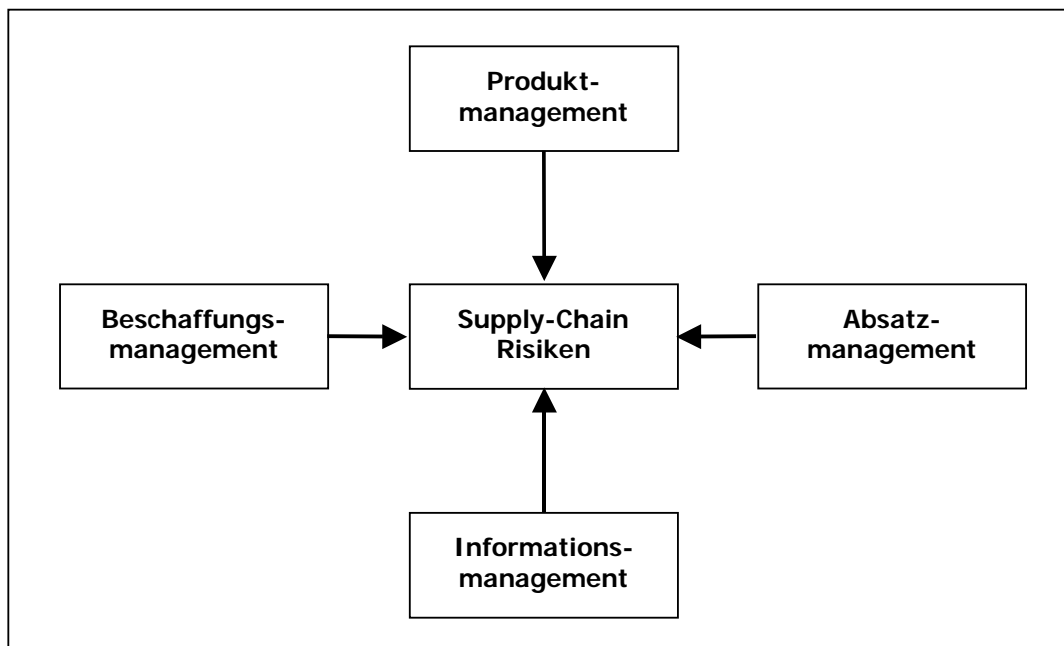 Produkt-
management
Beschaffungs-
management
Supply-Chain
Risiken
Absatz-
management
Informations-
management